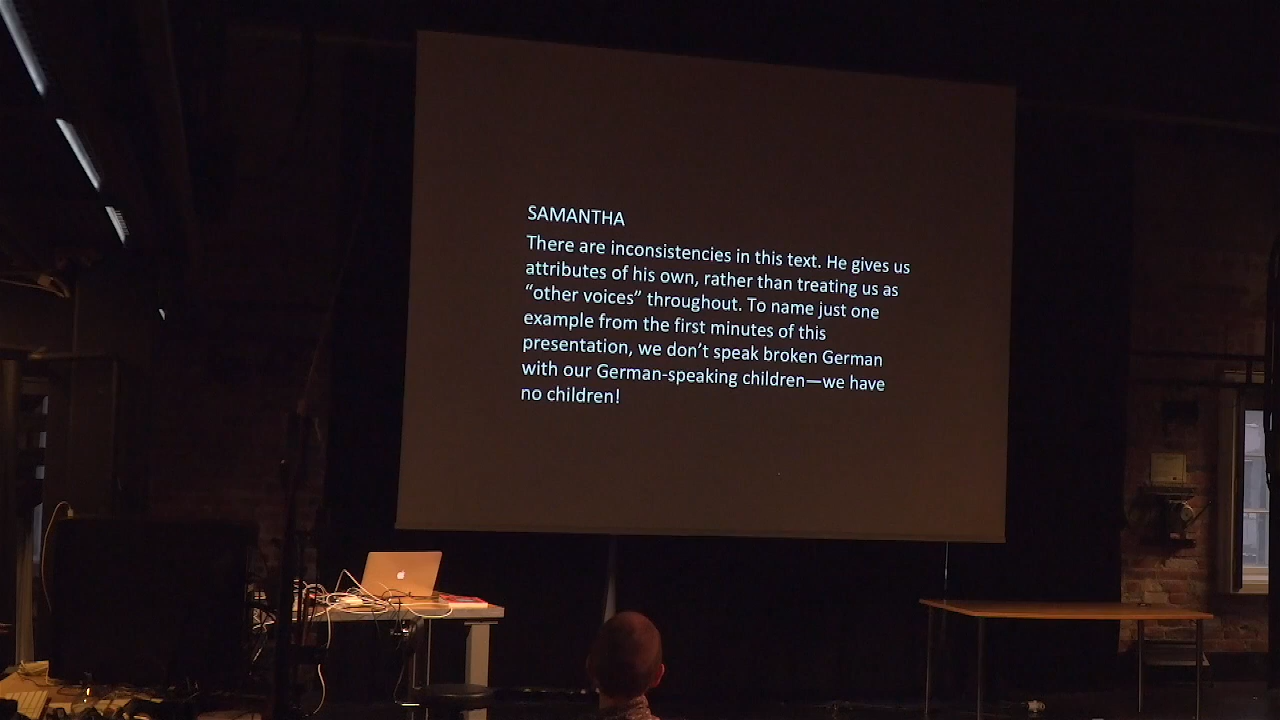 SAMANTHA
There are inconsistencies in this text. He gives us
attributes of his own, rather than treating us as
“other voices” throughout. To name just one
example from the first minutes of this
presentation, we don’t speak broken German
with our German-speaking children—we have
no children!